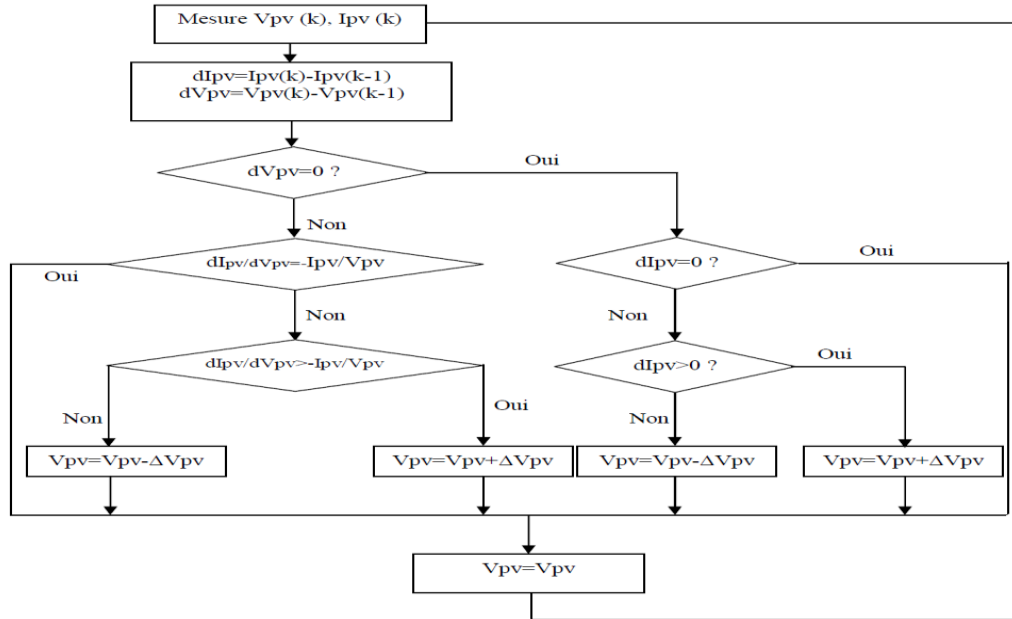 Mesure Vpv (k), Ipv (k)
dIpv=Ipv(k)-Ipv(k-1)
dVpv=Vpv(k)-Vpv(k-1)
dVpv=0 ?
Oui
Non
dIpv/dVpv=-Ipv/Vpv
Oui
dIpv=0 ?
Oui
Non
Non
dIpv/dVpv>-Ipv/Vpv
dIpv>0 ?
Oui
Non
Oui
Non
Vpv=Vpv-ΔVpv
Vpv=Vpv+ΔVpv
Vpv=Vpv-ΔVpv
Vpv=Vpv+ΔVpv
Vpv=Vpv